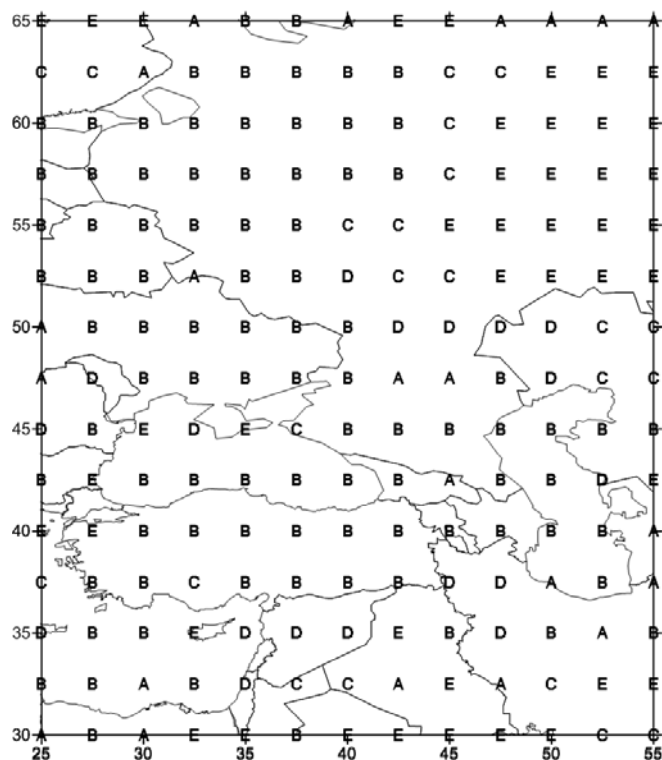 65 E E E A B B A E E A A A A
C C A B B B B B C C E E E
60 B B B B B B B B C E E E E
B B B B B B B B C E E E E
55 B B B B B B C C E E E E E
B B B A B B D C C E E E E
50 A B B B B B B D D D D C C
A D B B B B B A A B D C C
45 D B E D E C B B B B B B B
B E B B B B B B A B B D E
40 E E B B B B B B B B B B A
C B B C B B B B D D A B A
35 D B B E D D D E B D B A B
B B A B D C C A E A C E E
30 A B A E E B E E E E E C C
25 30 35 40 45 50 55